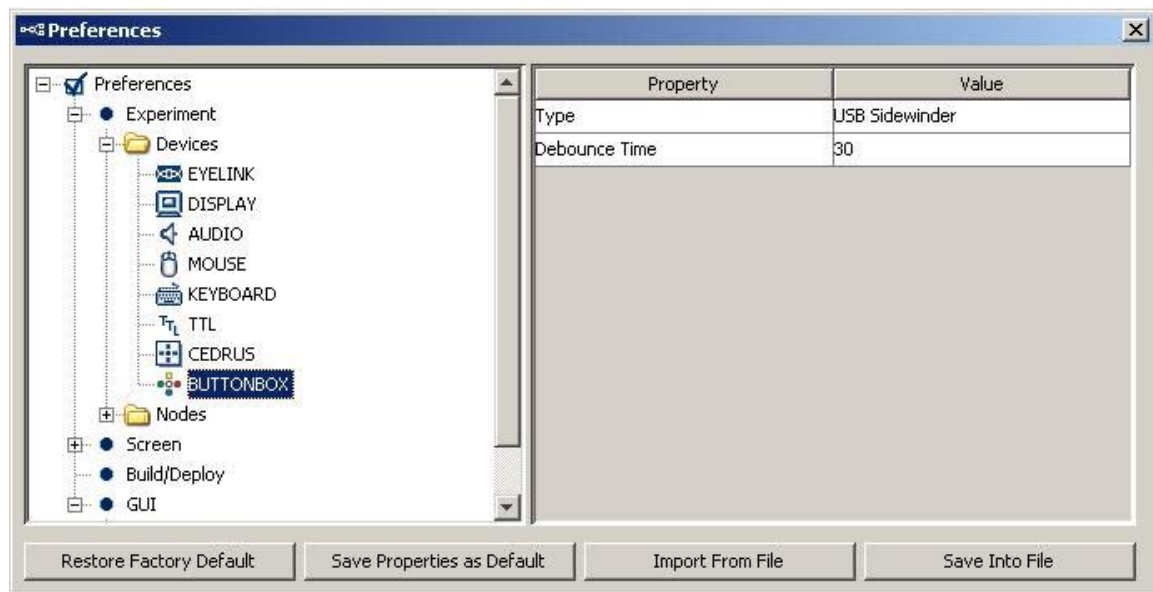 Preferences
Preferences
Experiment
Devices
EYELINK
DISPLAY
AUDIO
MOUSE
KEYBOARD
TTL
CEDRUS
BUTTONBOX
Nodes
Screen
Build/Deploy
GUI
Property Value
Type USB Sidewinder
Debounce Time 30
Restore Factory Default Save Properties as Default Import From File Save Into File